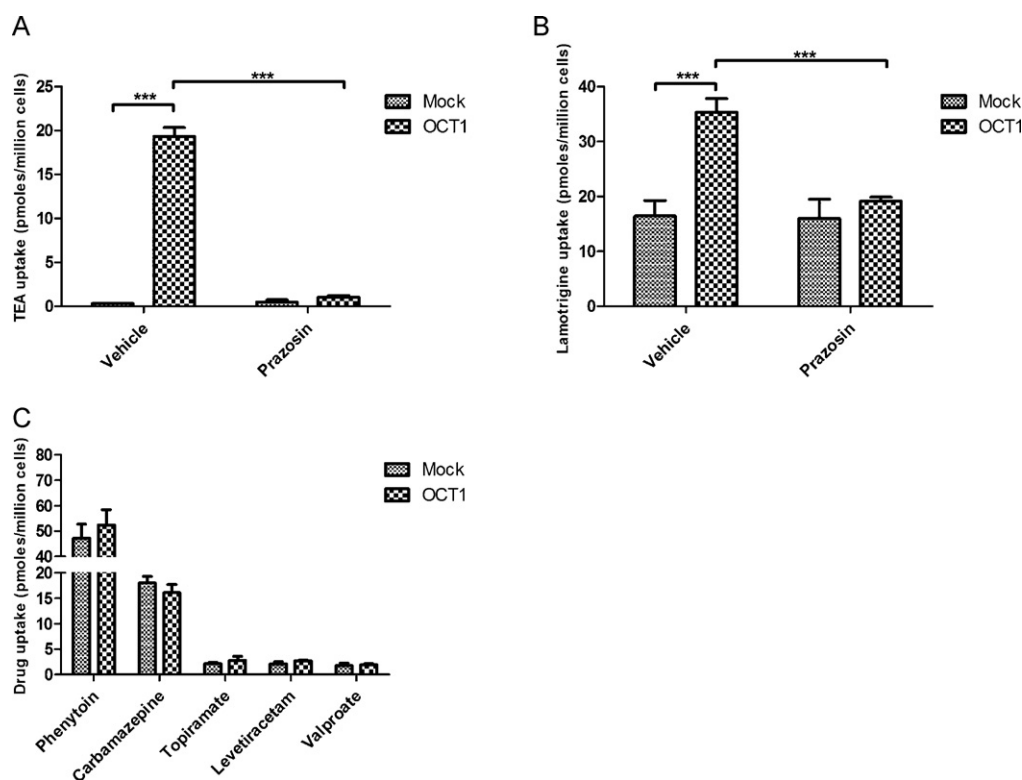 A
TEA uptake (pmoles/million cells)
25
20
15
10
5
0
***
***
Mock
OCT1
Vehicle
Prazosin
B
Lamotrigine uptake (pmoles/million cells)
40
30
20
10
0
***
***
Mock
OCT1
Vehicle
Prazosin
C
Drug uptake (pmoles/million cells)
80
70
60
50
40
20
15
10
5
0
Mock
OCT1
Phenytoin
Carbamazepine
Topiramate
Levetiracetam
Valproate